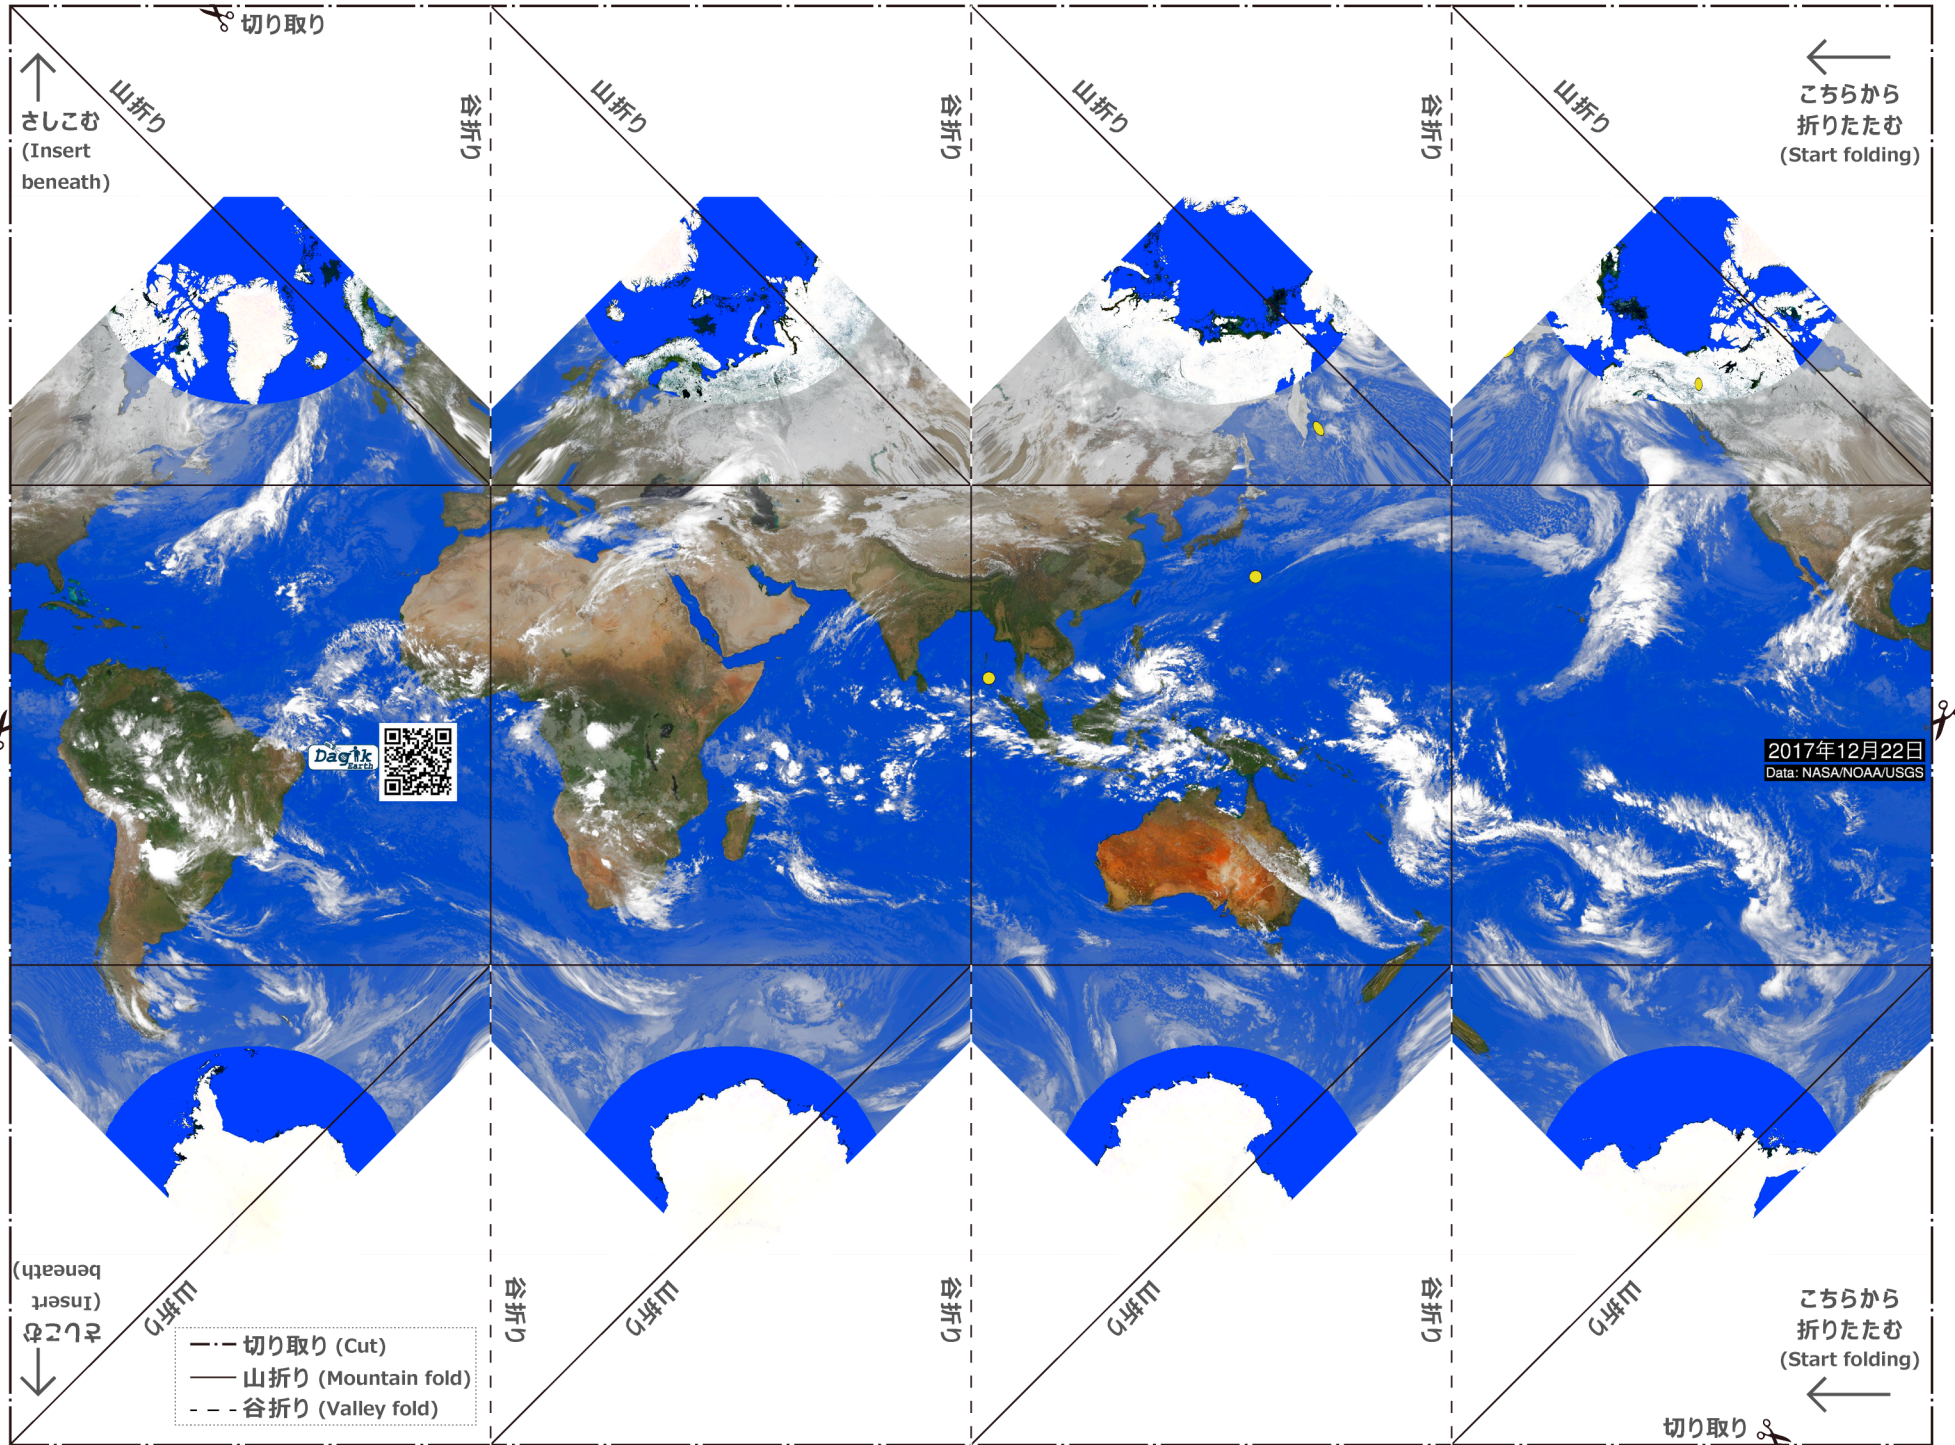 切り取り
山折り
谷折り
山折り
谷折り
山折り
谷折り
山折り
さしこむ
(Insert
beneath)
こちらから
折りたたむ
(Start folding)
Dagik
Earth
2017年12月22日
Data: NASA/NOAA/USGS
さしこむ
(Insert
beneath)
山折り
谷折り
山折り
谷折り
山折り
谷折り
山折り
こちらから
折りたたむ
(Start folding)
切り取り (Cut)
山折り (Mountain fold)
谷折り (Valley fold)
切り取り